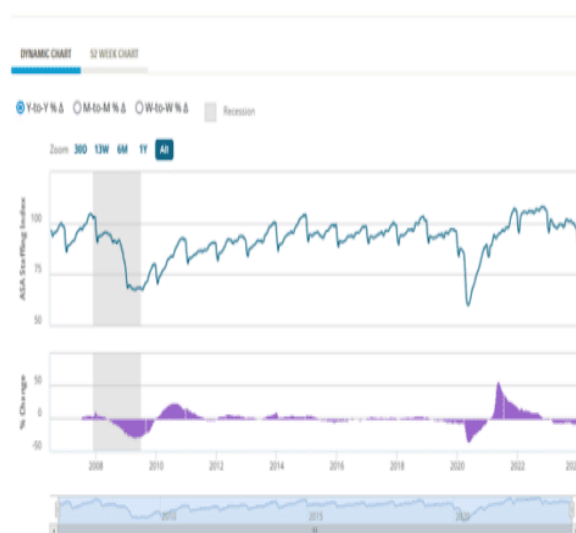 DYNAMIC CHART 52 WEEK CHART
Y-to-Y % Δ M-to-M % Δ W-to-W % Δ Recession
Zoom 30D 13W 6M 1Y All
ASA Staffing Index
100
75
50
% Change
50
0
-50
2008 2010 2012 2014 2016 2018 2020 2022 202
2010 2015 2020